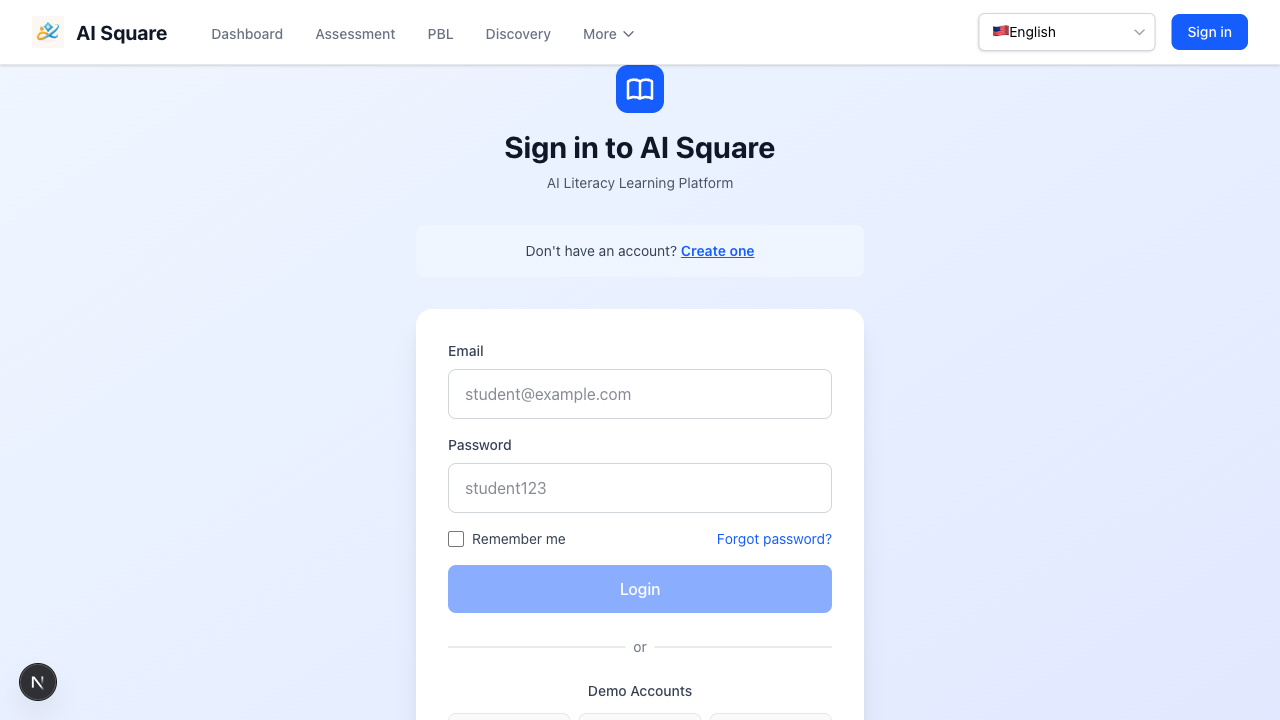 AI Square
Dashboard
Assessment
PBL
Discovery
More
English
Sign in
Sign in to AI Square
AI Literacy Learning Platform
Don't have an account? Create one
Email
student@example.com
Password
student123
Remember me
Forgot password?
Login
or
Demo Accounts
N